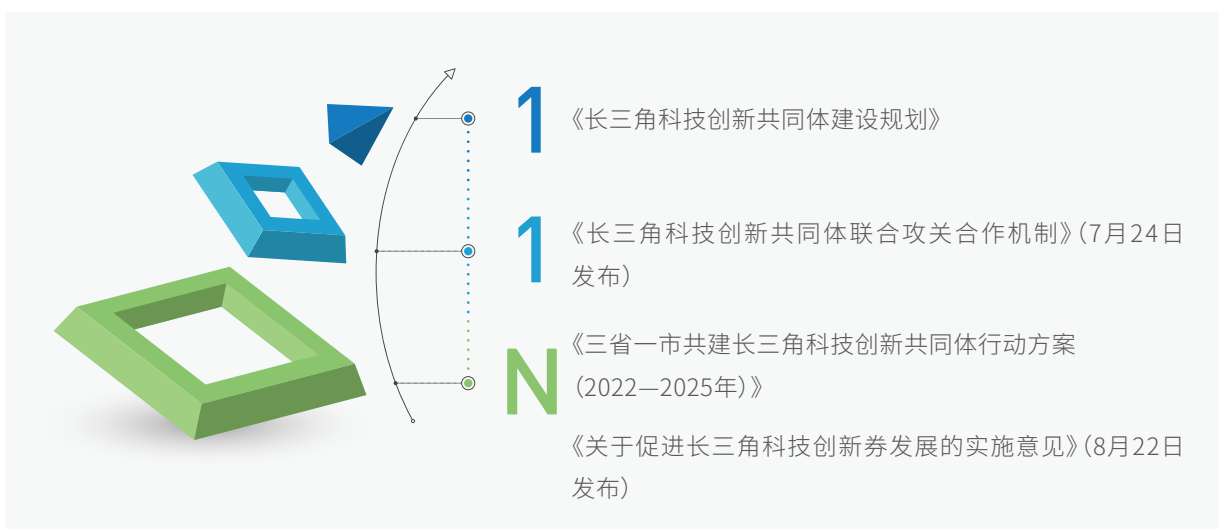 1
《长三角科技创新共同体建设规划》
1
《长三角科技创新共同体联合攻关合作机制》（7月24日
发布）
N
《三省一市共建长三角科技创新共同体行动方案
（2022—2025年）》
《关于促进长三角科技创新券发展的实施意见》（8月22日
发布）